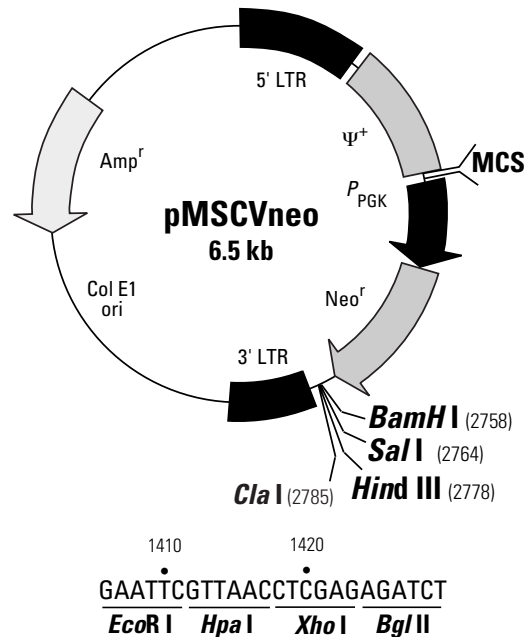 5' LTR
Ψ+
MCS
PPGK
Ampr
pMSCVneo
6.5 kb
Col E1
ori
Neor
3' LTR
BamH I (2758)
Sal I (2764)
Cla I (2785)
Hind III (2778)
1410 1420
GAATTCGTTAACCTCGAGAGATCT
EcoR I Hpa I Xho I Bgl II